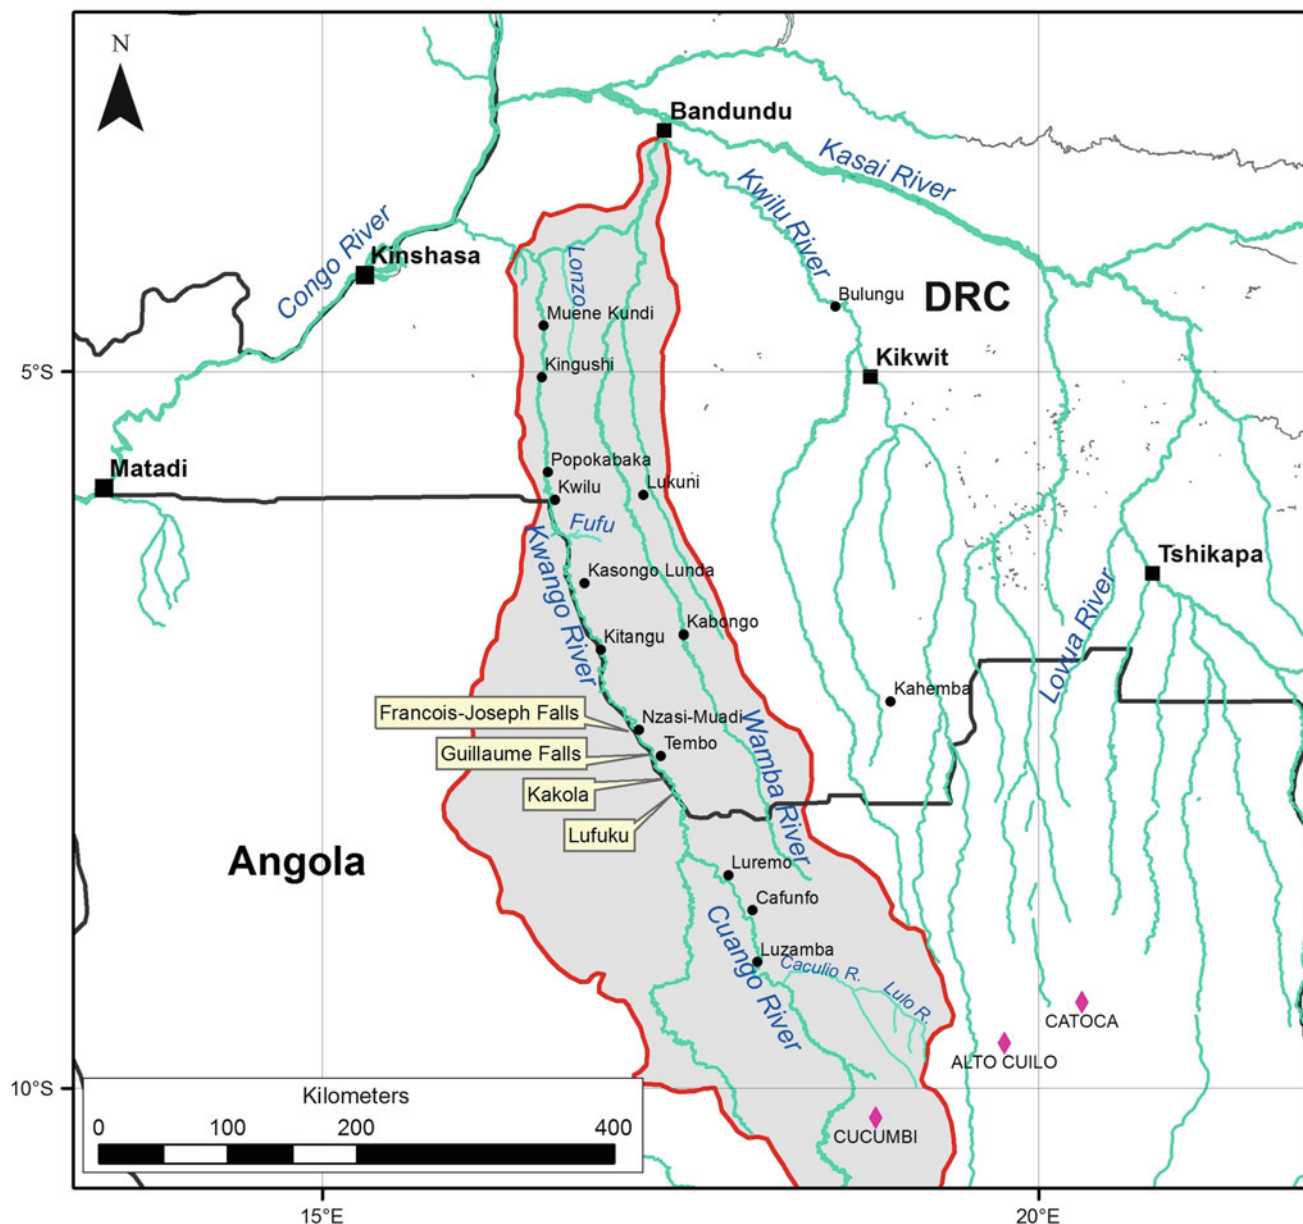 N
Bandundu
Kasai River
Kwilu River
Congo River
Kinshasa
Lonzo
Bulungu
DRC
Muene Kundi
Kikwit
5°S
Kingushi
Popokabaka
Matadi
Lukuni
Kwilu
Fufu
Tshikapa
Kwango River
Kasongo Lunda
Lovua River
Kabongo
Kitangu
Kahemba
Francois-Joseph Falls
Nzasi-Muadi
Wamba River
Tembo
Guillaume Falls
Kakola
Lufuku
Angola
Luremo
Cafunfo
Cuango River
Luzamba
Caculio R.
Lulo R.
CATOCA
ALTO CUILO
10°S
Kilometers
0 100 200 400
CUCUMBI
15°E 20°E